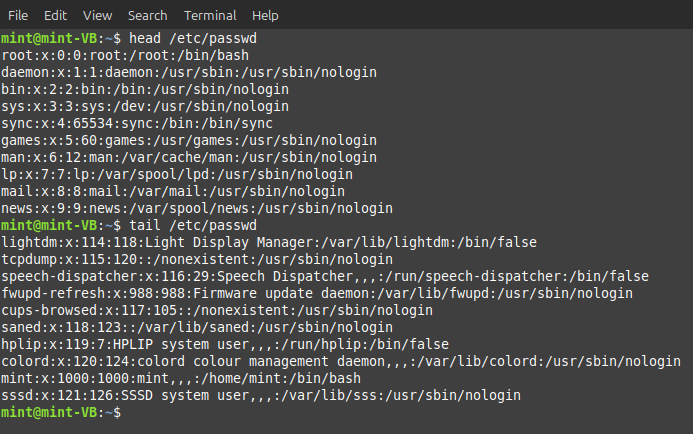 File Edit View Search Terminal Help
mint@mint-VB:~$ head /etc/passwd
root:x:0:0:root:/root:/bin/bash
daemon:x:1:1:daemon:/usr/sbin:/usr/sbin/nologin
bin:x:2:2:bin:/bin:/usr/sbin/nologin
sys:x:3:3:sys:/dev:/usr/sbin/nologin
sync:x:4:65534:sync:/bin:/bin/sync
games:x:5:60:games:/usr/games:/usr/sbin/nologin
man:x:6:12:man:/var/cache/man:/usr/sbin/nologin
lp:x:7:7:lp:/var/spool/lpd:/usr/sbin/nologin
mail:x:8:8:mail:/var/mail:/usr/sbin/nologin
news:x:9:9:news:/var/spool/news:/usr/sbin/nologin
mint@mint-VB:~$ tail /etc/passwd
lightdm:x:114:118:Light Display Manager:/var/lib/lightdm:/bin/false
tcpdump:x:115:120::/nonexistent:/usr/sbin/nologin
speech-dispatcher:x:116:29:Speech Dispatcher,,,:/run/speech-dispatcher:/bin/false
fwupd-refresh:x:988:988:Firmware update daemon:/var/lib/fwupd:/usr/sbin/nologin
cups-browsed:x:117:105::/nonexistent:/usr/sbin/nologin
saned:x:118:123::/var/lib/saned:/usr/sbin/nologin
hplip:x:119:7:HPLIP system user,,,:/run/hplip:/bin/false
colord:x:120:124:colord colour management daemon,,,:/var/lib/colord:/usr/sbin/nologin
mint:x:1000:1000:mint,,,:/home/mint:/bin/bash
sssd:x:121:126:SSSD system user,,,:/var/lib/sss:/usr/sbin/nologin
mint@mint-VB:~$